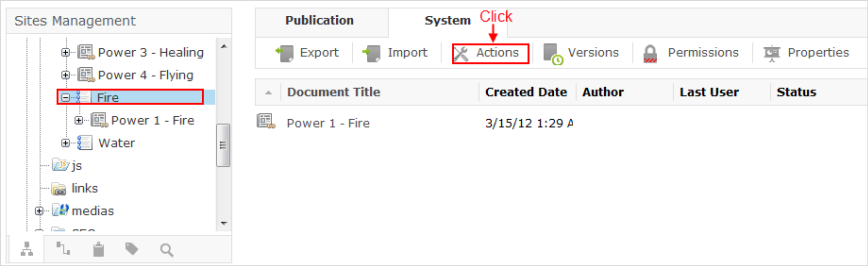 Sites Management
Power 3 - Healing
Power 4 - Flying
Fire
Power 1 - Fire
Water
js
links
medias
Publication
System
Click
Export
Import
Actions
Versions
Permissions
Properties
Document Title
Created Date
Author
Last User
Status
Power 1 - Fire
3/15/12 1:29 A